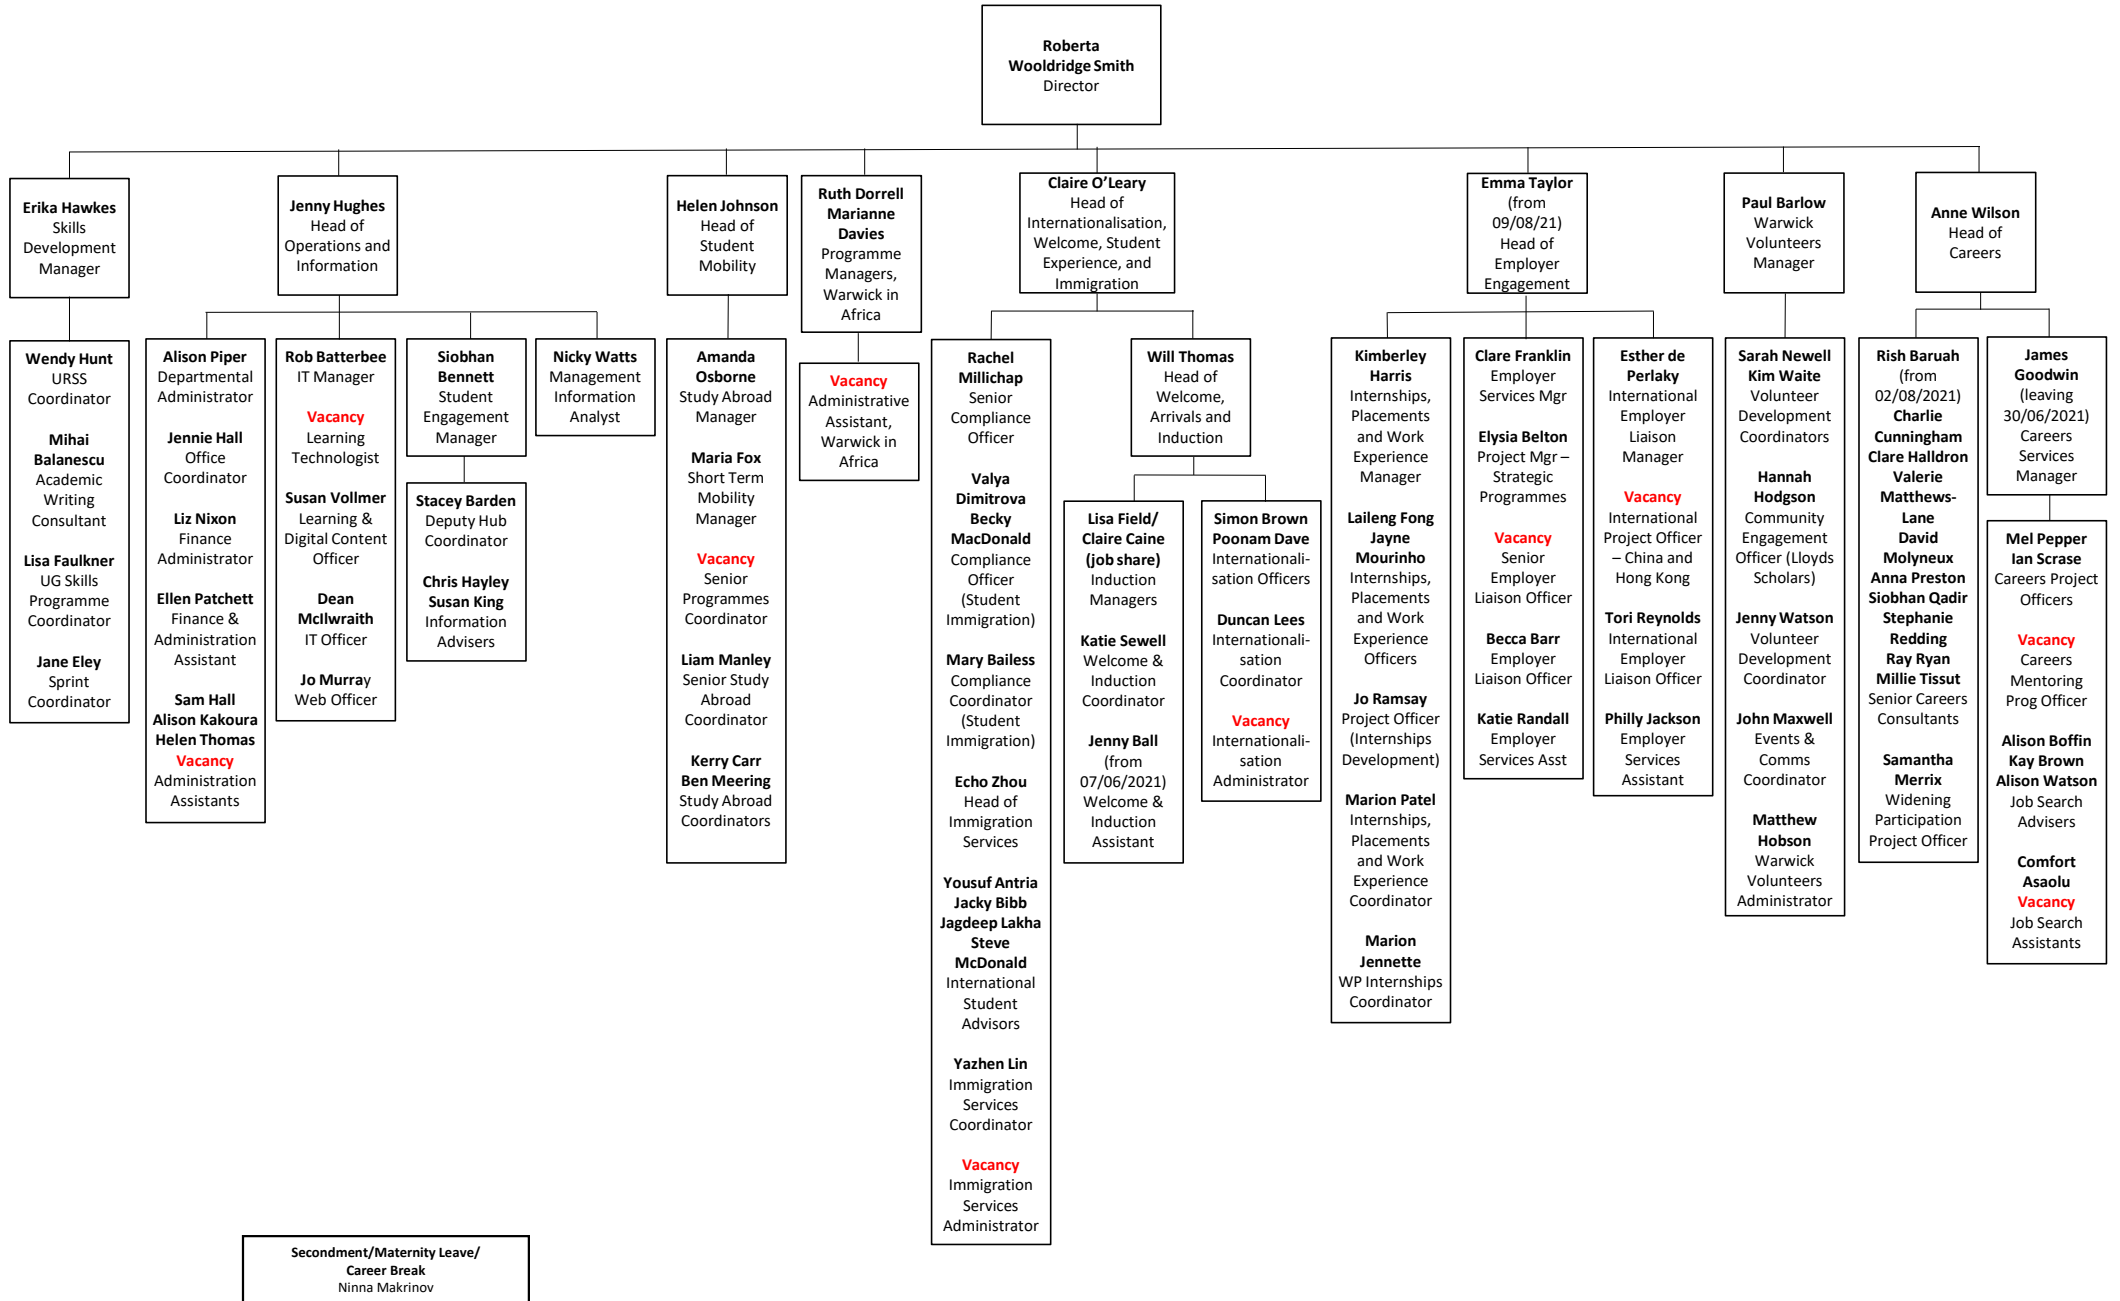 Roberta
Wooldridge Smith
Director
Erika Hawkes
Skills
Development
Manager
Jenny Hughes
Head of
Operations and
Information
Helen Johnson
Head of
Student
Mobility
Ruth Dorrell
Marianne
Davies
Programme
Managers,
Warwick in
Africa
Claire O’Leary
Head of
Internationalisation,
Welcome, Student
Experience, and
Immigration
Emma Taylor
(from
09/08/21)
Head of
Employer
Engagement
Paul Barlow
Warwick
Volunteers
Manager
Anne Wilson
Head of
Careers
Wendy Hunt
URSS
Coordinator
Mihai
Balanescu
Academic
Writing
Consultant
Lisa Faulkner
UG Skills
Programme
Coordinator
Jane Eley
Sprint
Coordinator
Alison Piper
Departmental
Administrator
Jennie Hall
Office
Coordinator
Liz Nixon
Finance
Administrator
Ellen Patchett
Finance &
Administration
Assistant
Sam Hall
Alison Kakoura
Helen Thomas
Vacancy
Administration
Assistants
Rob Batterbee
IT Manager
Vacancy
Learning
Technologist
Susan Vollmer
Learning &
Digital Content
Officer
Dean
McIlwraith
IT Officer
Jo Murray
Web Officer
Siobhan
Bennett
Student
Engagement
Manager
Stacey Barden
Deputy Hub
Coordinator
Chris Hayley
Susan King
Information
Advisers
Nicky Watts
Management
Information
Analyst
Amanda
Osborne
Study Abroad
Manager
Maria Fox
Short Term
Mobility
Manager
Vacancy
Senior
Programmes
Coordinator
Liam Manley
Senior Study
Abroad
Coordinator
Kerry Carr
Ben Meering
Study Abroad
Coordinators
Vacancy
Administrative
Assistant,
Warwick in
Africa
Rachel
Millichap
Senior
Compliance
Officer
Valya
Dimitrova
Becky
MacDonald
Compliance
Officer
(Student
Immigration)
Mary Bailess
Compliance
Coordinator
(Student
Immigration)
Echo Zhou
Head of
Immigration
Services
Yousuf Antria
Jacky Bibb
Jagdeep Lakha
Steve
McDonald
International
Student
Advisors
Yazhen Lin
Immigration
Services
Coordinator
Vacancy
Immigration
Services
Administrator
Will Thomas
Head of
Welcome,
Arrivals and
Induction
Lisa Field/
Claire Caine
(job share)
Induction
Managers
Katie Sewell
Welcome &
Induction
Coordinator
Jenny Ball
(from
07/06/2021)
Welcome &
Induction
Assistant
Simon Brown
Poonam Dave
Internationali-
sation Officers
Duncan Lees
Internationali-
sation
Coordinator
Vacancy
Internationali-
sation
Administrator
Kimberley
Harris
Internships,
Placements
and Work
Experience
Manager
Laileng Fong
Jayne
Mourinho
Internships,
Placements
and Work
Experience
Officers
Jo Ramsay
Project Officer
(Internships
Development)
Marion Patel
Internships,
Placements
and Work
Experience
Coordinator
Marion
Jennette
WP Internships
Coordinator
Clare Franklin
Employer
Services Mgr
Elysia Belton
Project Mgr –
Strategic
Programmes
Vacancy
Senior
Employer
Liaison Officer
Becca Barr
Employer
Liaison Officer
Katie Randall
Employer
Services Asst
Esther de
Perlaky
International
Employer
Liaison
Manager
Vacancy
International
Project Officer
– China and
Hong Kong
Tori Reynolds
International
Employer
Liaison Officer
Philly Jackson
Employer
Services
Assistant
Sarah Newell
Kim Waite
Volunteer
Development
Coordinators
Hannah
Hodgson
Community
Engagement
Officer (Lloyds
Scholars)
Jenny Watson
Volunteer
Development
Coordinator
John Maxwell
Events &
Comms
Coordinator
Matthew
Hobson
Warwick
Volunteers
Administrator
Rish Baruah
(from
02/08/2021)
Charlie
Cunningham
Clare Halldron
Valerie
Matthews-
Lane
David
Molyneux
Anna Preston
Siobhan Qadir
Stephanie
Redding
Ray Ryan
Millie Tissut
Senior Careers
Consultants
Samantha
Merrix
Widening
Participation
Project Officer
James
Goodwin
(leaving
30/06/2021)
Careers
Services
Manager
Mel Pepper
Ian Scrase
Careers Project
Officers
Vacancy
Careers
Mentoring
Prog Officer
Alison Boffin
Kay Brown
Alison Watson
Job Search
Advisers
Comfort
Asaolu
Vacancy
Job Search
Assistants
Secondment/Maternity Leave/
Career Break
Ninna Makrinov